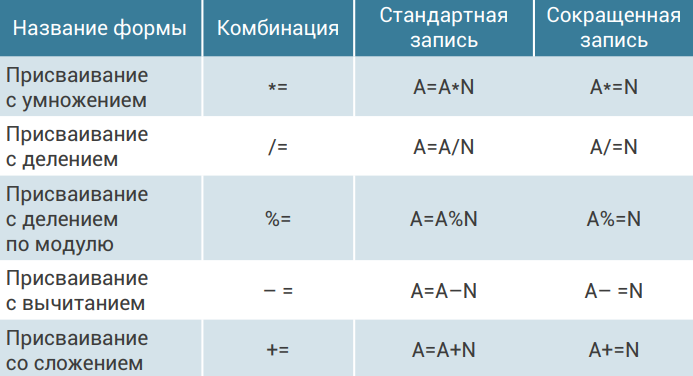 Название формы Комбинация Стандартная запись Сокращенная запись
Присваивание
с умножением *= A=A*N A*=N
Присваивание
с делением /= A=A/N A/=N
Присваивание
с делением
по модулю %= A=A%N A%=N
Присваивание
с вычитанием – = A=A–N A– =N
Присваивание
со сложением += A=A+N A+=N